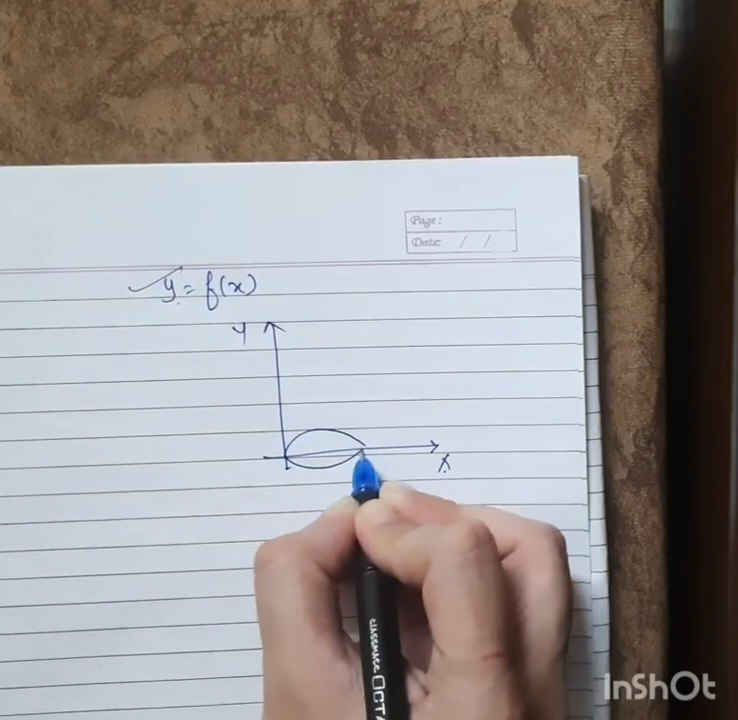 Page:
Date: / /
y = f(x)
Y
X
classmate OCTA
InShOt